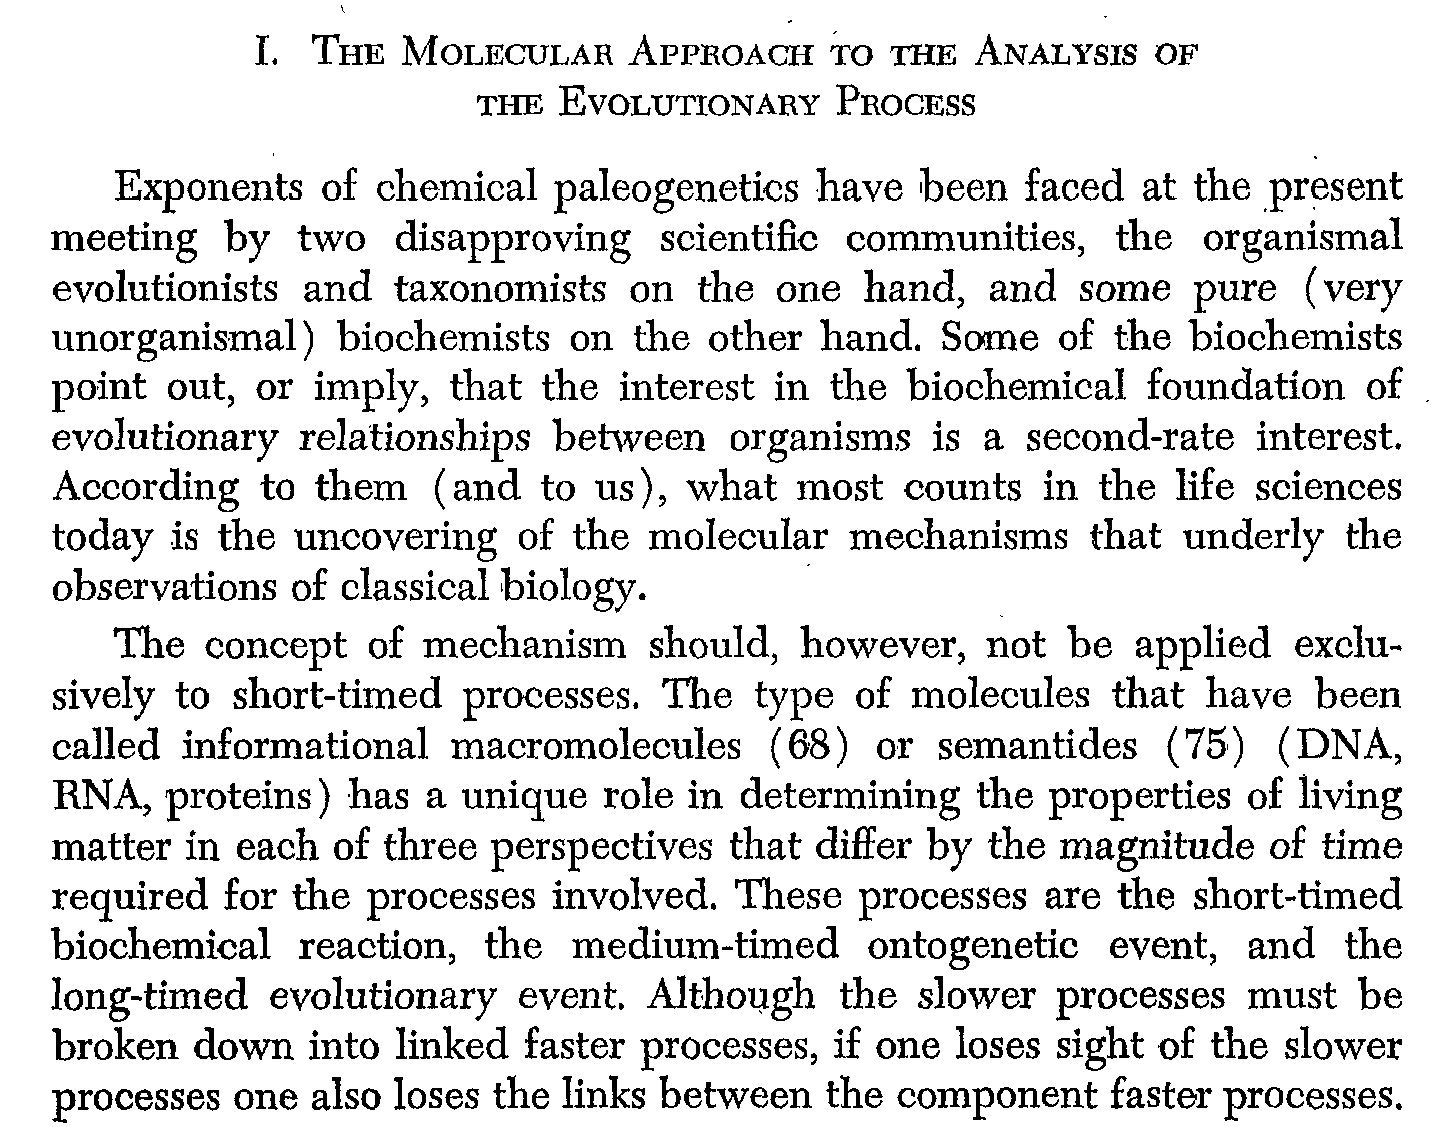 I. The Molecular Approach to the Analysis of
the Evolutionary Process
Exponents of chemical paleogenetics have been faced at the present
meeting by two disapproving scientific communities, the organismal
evolutionists and taxonomists on the one hand, and some pure (very
unorganismal) biochemists on the other hand. Some of the biochemists
point out, or imply, that the interest in the biochemical foundation of
evolutionary relationships between organisms is a second-rate interest.
According to them (and to us), what most counts in the life sciences
today is the uncovering of the molecular mechanisms that underly the
observations of classical biology.
The concept of mechanism should, however, not be applied exclu-
sively to short-timed processes. The type of molecules that have been
called informational macromolecules (68) or semantides (75) (DNA,
RNA, proteins) has a unique role in determining the properties of living
matter in each of three perspectives that differ by the magnitude of time
required for the processes involved. These processes are the short-timed
biochemical reaction, the medium-timed ontogenetic event, and the
long-timed evolutionary event. Although the slower processes must be
broken down into linked faster processes, if one loses sight of the slower
processes one also loses the links between the component faster processes.